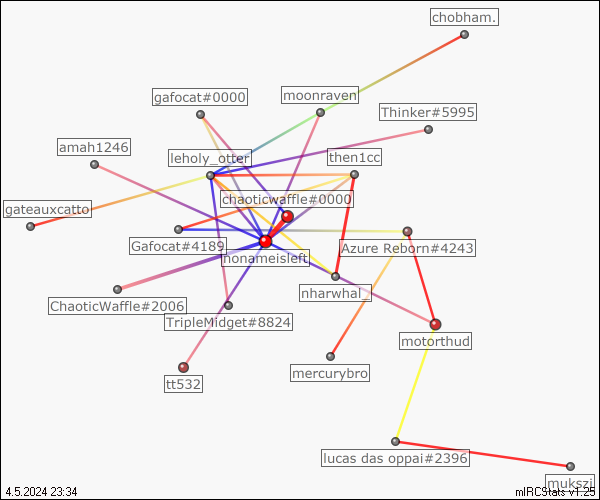 chobham.
gafocat#0000
moonraven
Thinker#5995
amah1246
leholy_otter
then1cc
chaoticwaffle#0000
gateauxcatto
Gafocat#4189
Azure Reborn#4243
nonameisleft
nharwhal_
ChaoticWaffle#2006
TripleMidget#8824
motorthud
mercurybro
tt532
lucas das oppai#2396
mukszi
4.5.2024 23:34
mIRCStats v1.25